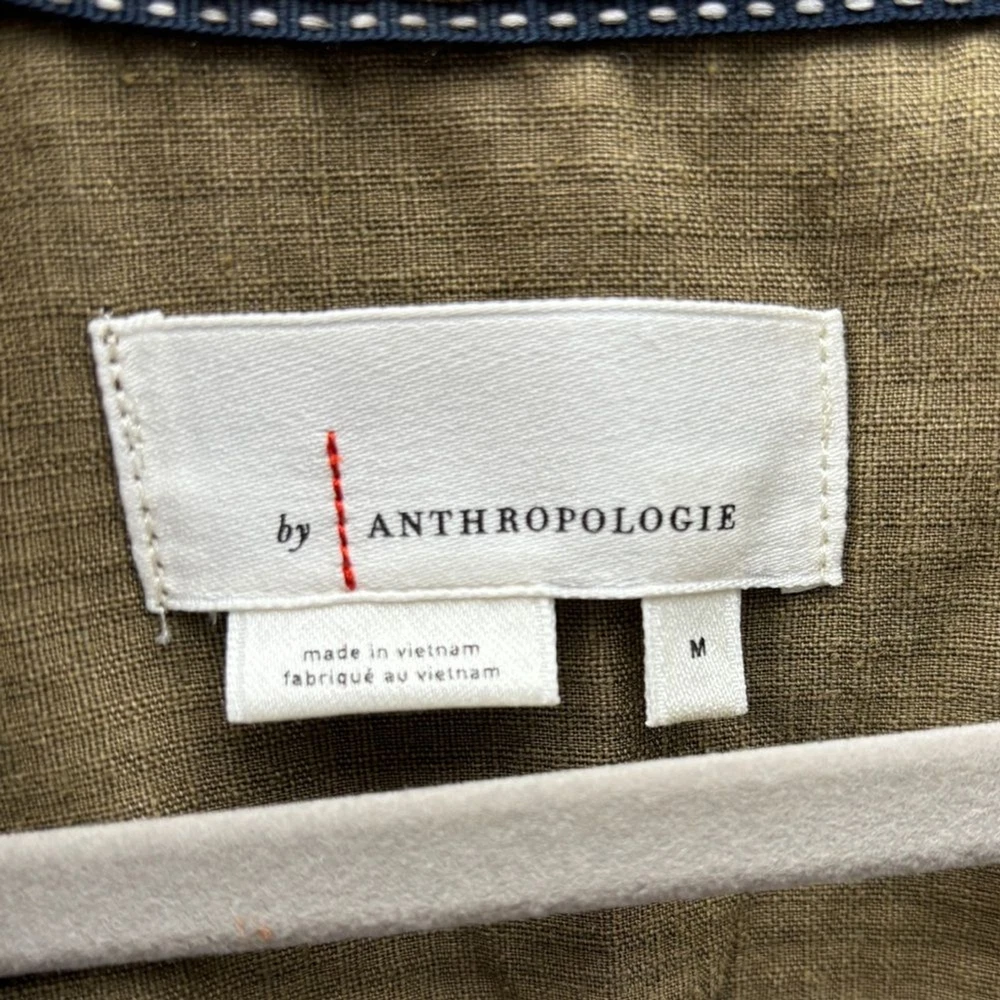 by ANTHROPOLOGIE
made in vietnam
fabriqué au vietnam
M